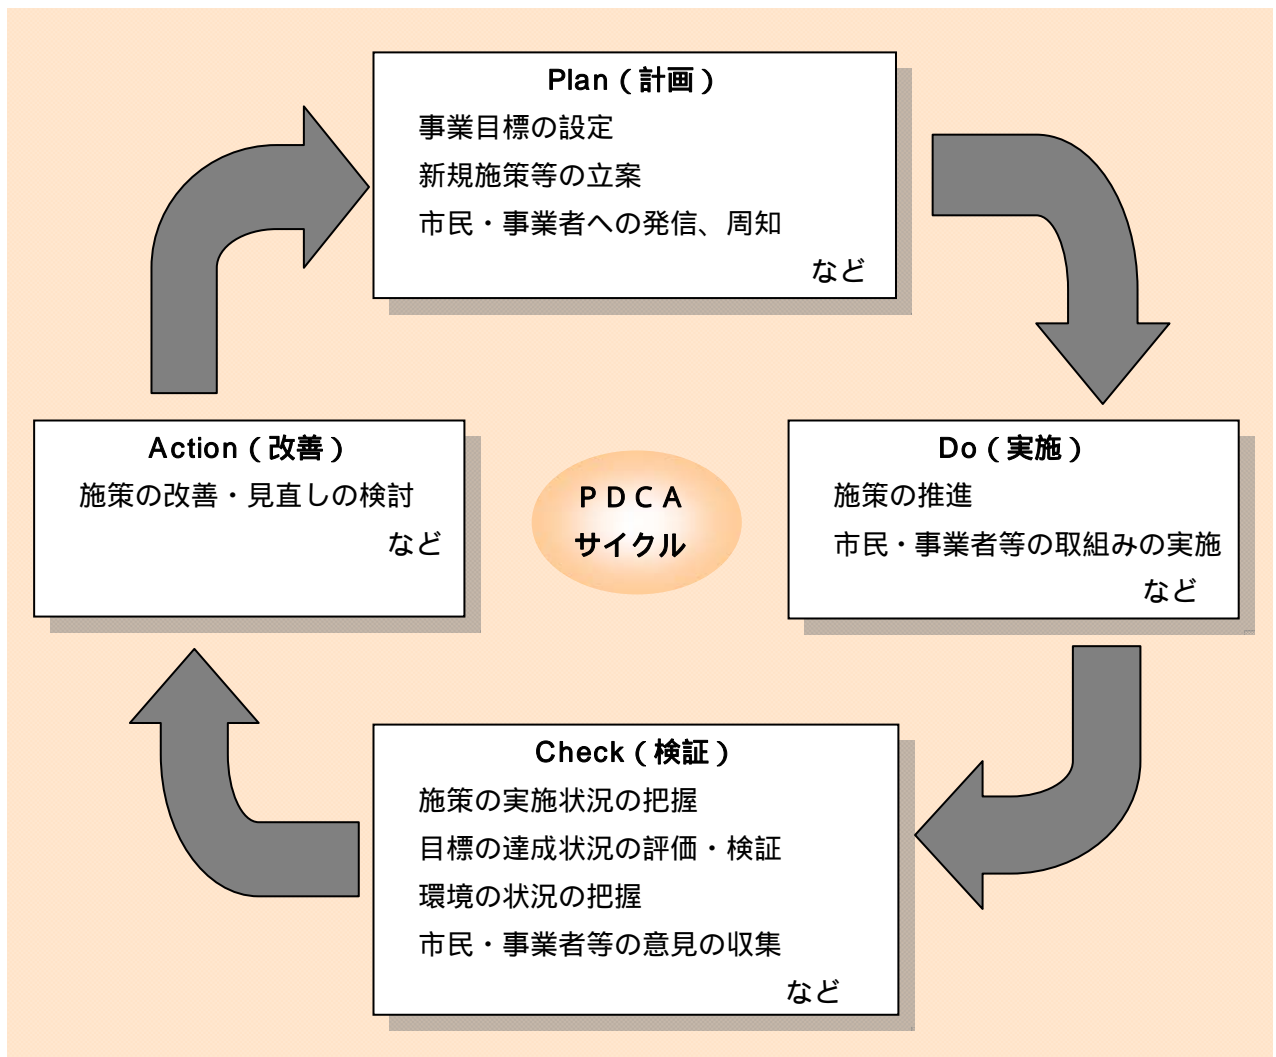 Plan（計画）
事業目標の設定
新規施策等の立案
市民・事業者への発信、周知
など
Action（改善）
施策の改善・見直しの検討
など
ＰＤＣＡ
サイクル
Do（実施）
施策の推進
市民・事業者等の取組みの実施
など
Check（検証）
施策の実施状況の把握
目標の達成状況の評価・検証
環境の状況の把握
市民・事業者等の意見の収集
など